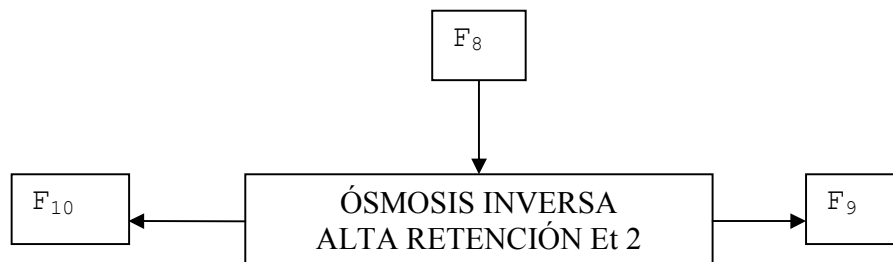 F₈
ÓSMOSIS INVERSA
ALTA RETENCIÓN Et 2
F₁₀
F₉